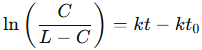 ln(C / (L − C)) = kt − kt₀